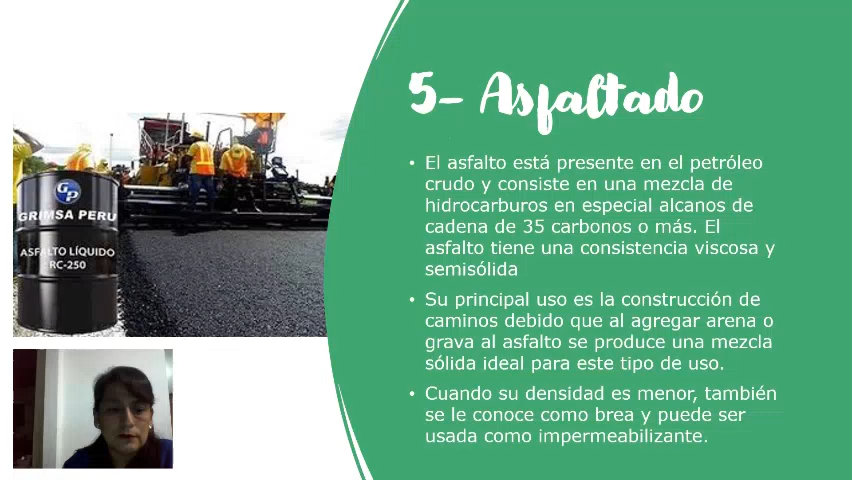 5- Asfaltado
• El asfalto está presente en el petróleo
crudo y consiste en una mezcla de
hidrocarburos en especial alcanos de
cadena de 35 carbonos o más. El
asfalto tiene una consistencia viscosa y
semisólida
• Su principal uso es la construcción de
caminos debido que al agregar arena o
grava al asfalto se produce una mezcla
sólida ideal para este tipo de uso.
• Cuando su densidad es menor, también
se le conoce como brea y puede ser
usada como impermeabilizante.
GP
GRIMSA PERU
ASFALTO LÍQUIDO
RC-250